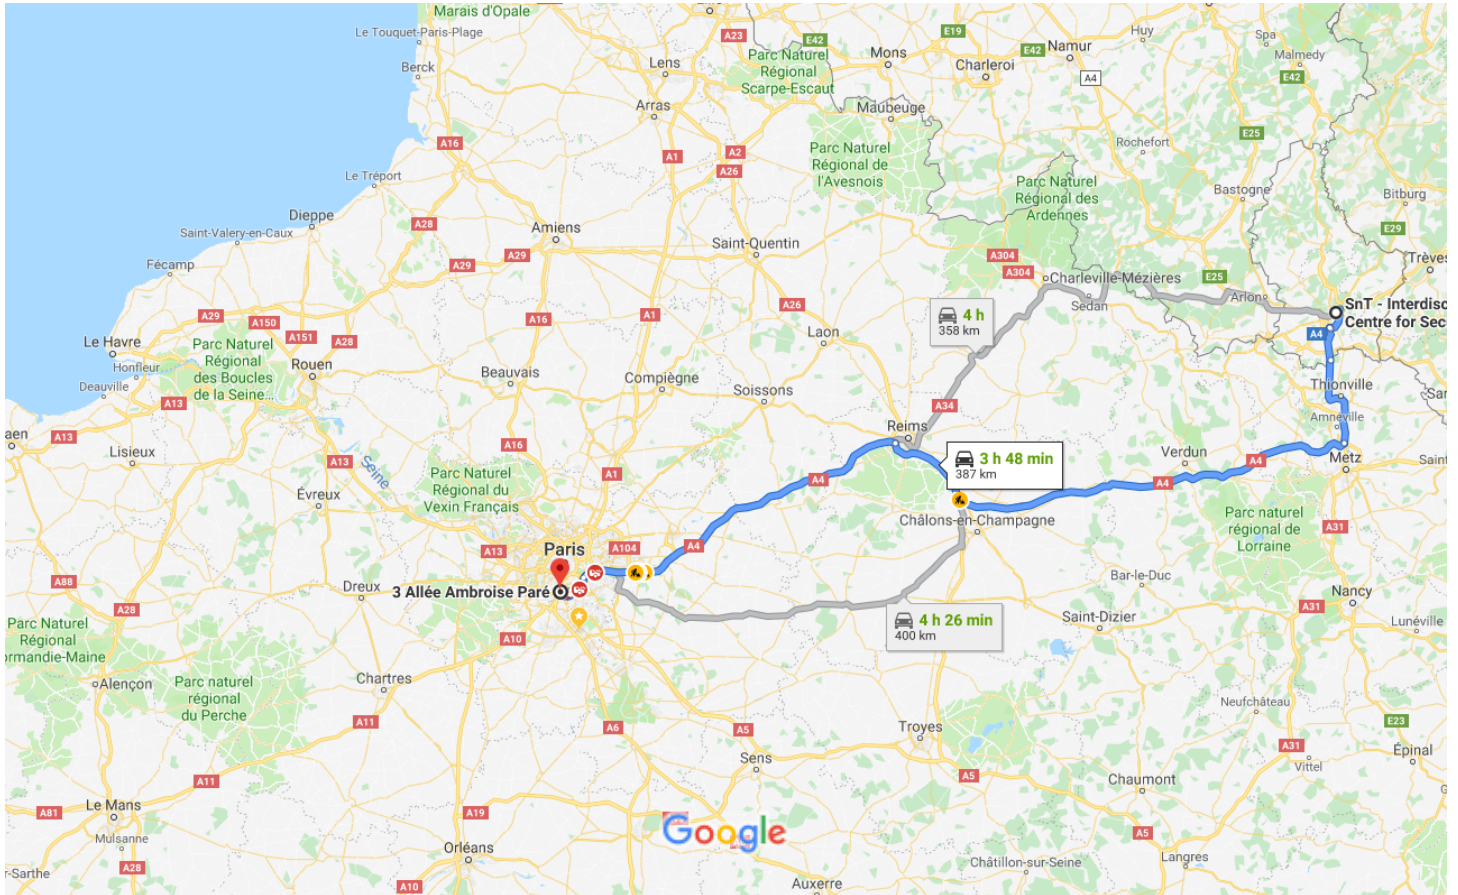 Marais d'Opale
Le Touquet-Paris-Plage
A23
E42
E19
E42
Namur
Huy
Spa
Malmedy
E42
Berck
Lens
Parc Naturel
Régional
Scarpe-Escaut
Mons
Charleroi
A4
Arras
Maubeuge
A16
A1
A2
A26
Parc Naturel
Régional de
l'Avesnois
Rochefort
E25
Le Tréport
Parc Naturel
Régional des
Ardennes
Bastogne
Bitburg
Dieppe
Saint-Valery-en-Caux
A28
Amiens
Saint-Quentin
E29
Fécamp
A29
A29
A304
A304
Charleville-Mézières
Sedan
E25
Arlon
Trèves
A29
A150
A151
A28
A16
A1
A26
Laon
4 h
358 km
SnT - Interdisc
Centre for Sec
A4
Le Havre
Honfleur
Deauville
Parc Naturel
Régional
des Boucles
de la Seine...
Rouen
Beauvais
Compiègne
Soissons
Thionville
Sar
A13
A34
Amneville
aen
A13
Lisieux
A16
Reims
3 h 48 min
387 km
Verdun
Metz
Saint
A13
Seine
A1
A4
A4
A4
Évreux
Parc Naturel
Régional du
Vexin Français
Châlons-en-Champagne
Parc naturel
régional de
Lorraine
A31
A13
Paris
A104
A4
A88
Dreux
3 Allée Ambroise Paré
Bar-le-Duc
Nancy
A28
A31
Parc Naturel
Régional
ormandie-Maine
A10
4 h 26 min
400 km
Saint-Dizier
Lunéville
Alençon
Parc naturel
régional
du Perche
Chartres
Neufchâteau
A11
A6
A5
Troyes
E23
A31
Épinal
Vittel
A11
Sens
A5
Chaumont
Le Mans
A81
A19
Google
A5
Mulsanne
Orléans
Langres
Châtillon-sur-Seine
r-Sarthe
A28
A10
Auxerre